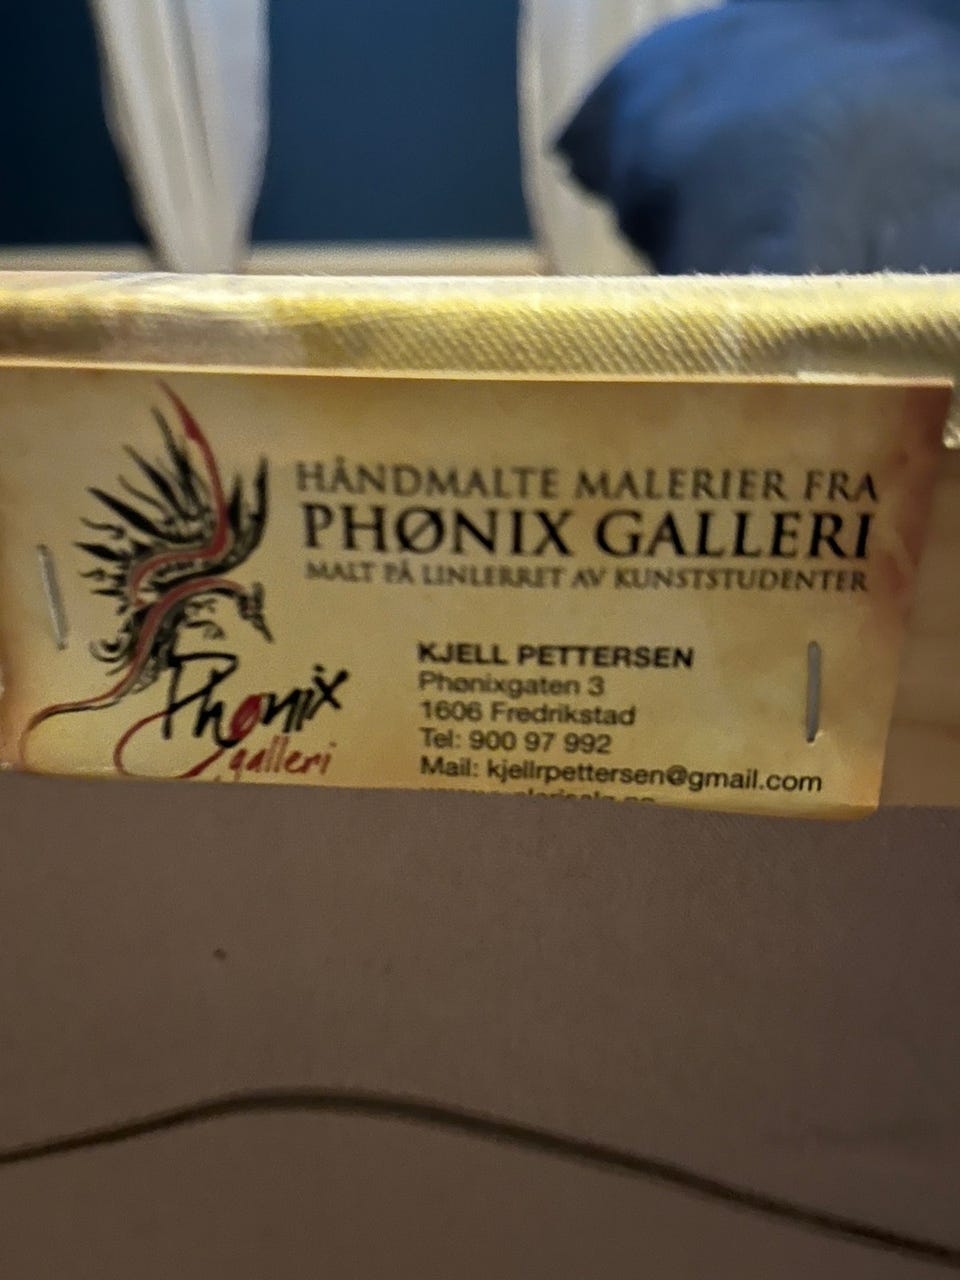 HÅNDMALTE MALERIER FRA
PHØNIX GALLERI
MALT PÅ LINLERRET AV KUNSTSTUDENTER
Phønix
galleri
KJELL PETTERSEN
Phønixgaten 3
1606 Fredrikstad
Tel: 900 97 992
Mail: kjellrpettersen@gmail.com